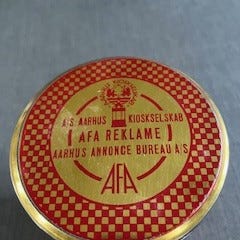 A/S AARHUS KIOSKSELSKAB
AFA REKLAME
AARHUS ANNONCE BUREAU A/S
AFA